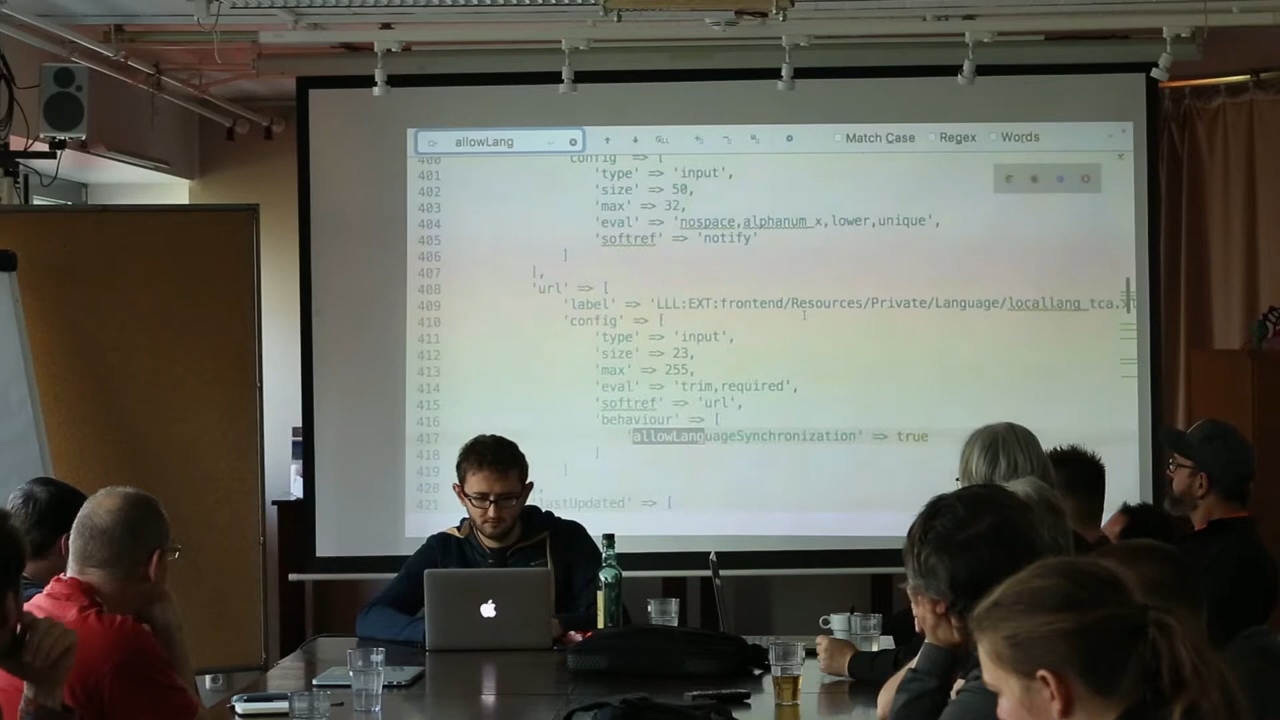 allowLang Match Case Regex Words
400 'config' => [
401 'type' => 'input',
402 'size' => 50,
403 'max' => 32,
404 'eval' => 'nospace,alphanum_x,lower,unique',
405 'softref' => 'notify'
406 ]
407 ],
408 'url' => [
409 'label' => 'LLL:EXT:frontend/Resources/Private/Language/locallang_tca.xl
410 'config' => [
411 'type' => 'input',
412 'size' => 23,
413 'max' => 255,
414 'eval' => 'trim,required',
415 'softref' => 'url',
416 'behaviour' => [
417 'allowLanguageSynchronization' => true
418 ]
419 ]
420 ,
421 'lastUpdated' => [